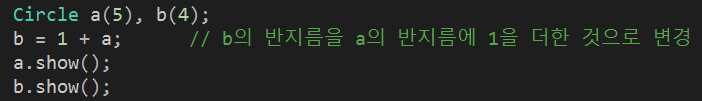 Circle a(5), b(4);
b = 1 + a;      // b의 반지름을 a의 반지름에 1을 더한 것으로 변경
a.show();
b.show();